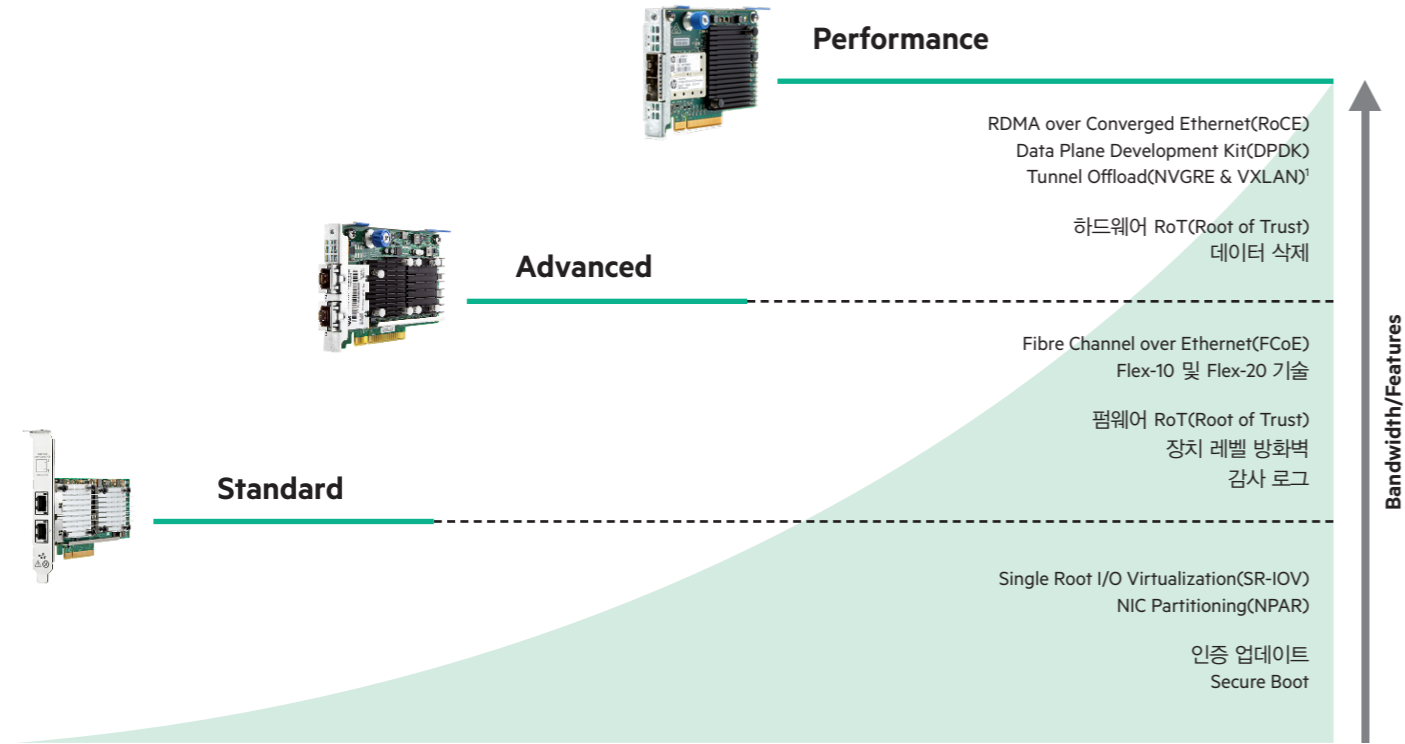 Performance
RDMA over Converged Ethernet(RoCE)
Data Plane Development Kit(DPDK)
Tunnel Offload(NVGRE & VXLAN)¹
하드웨어 RoT(Root of Trust)
데이터 삭제
Advanced
Fibre Channel over Ethernet(FCoE)
Flex-10 및 Flex-20 기술
펌웨어 RoT(Root of Trust)
장치 레벨 방화벽
감사 로그
Standard
Single Root I/O Virtualization(SR-IOV)
NIC Partitioning(NPAR)
인증 업데이트
Secure Boot
Bandwidth/Features